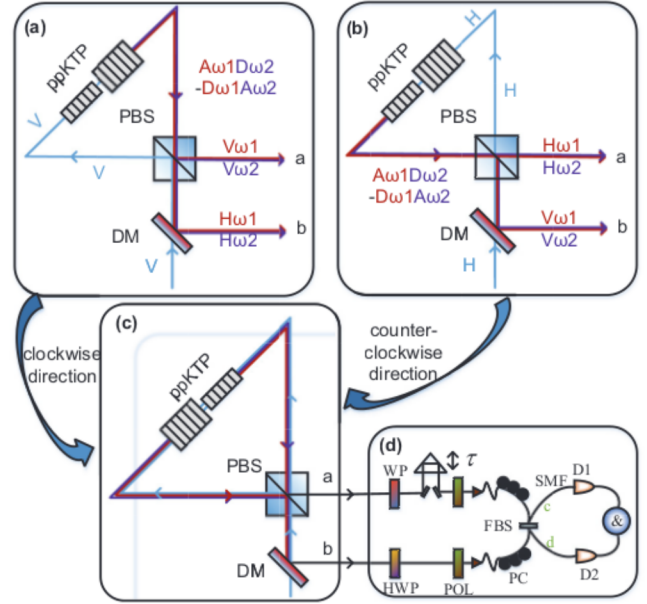 (a)
ppKTP
Aω1Dω2
-Dω1Aω2
PBS
V
V
Vω1
Vω2
a
Hω1
Hω2
b
DM
V
(b)
H
ppKTP
H
PBS
Hω1
Hω2
a
Aω1Dω2
-Dω1Aω2
Vω1
Vω2
b
DM
H
clockwise
direction
(c)
ppKTP
PBS
a
b
DM
counter-
clockwise
direction
(d)
WP
τ
SMF
D1
c
FBS
&
d
HWP
POL
PC
D2